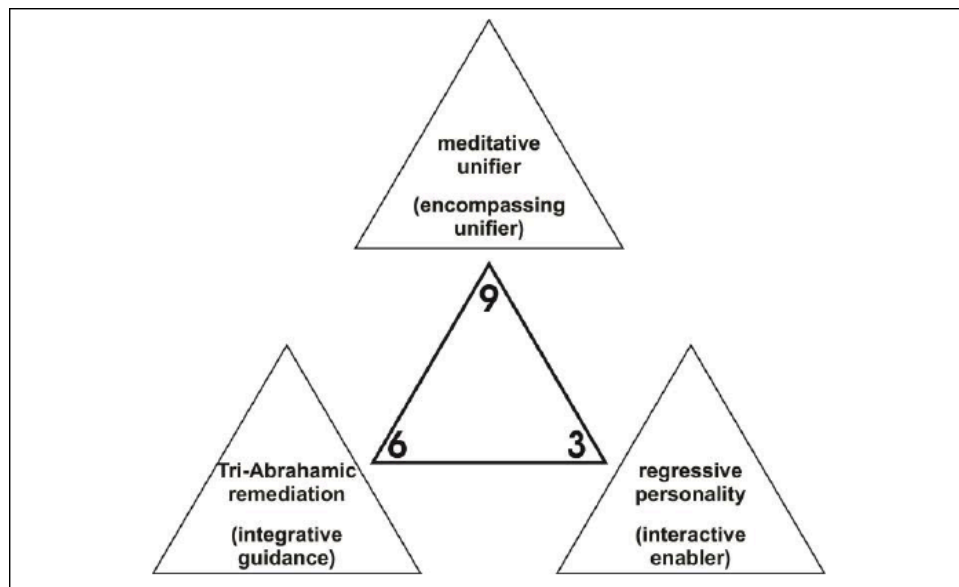 meditative
unifier
(encompassing
unifier)
9
6
3
Tri-Abrahamic
remediation
(integrative
guidance)
regressive
personality
(interactive
enabler)